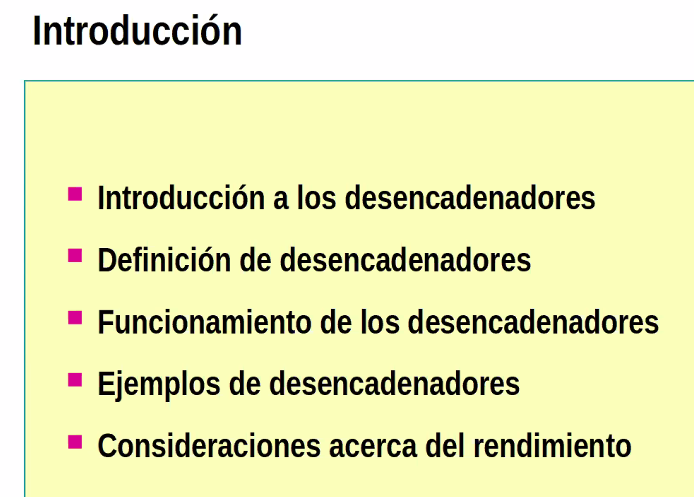 Introducción
Introducción a los desencadenadores
Definición de desencadenadores
Funcionamiento de los desencadenadores
Ejemplos de desencadenadores
Consideraciones acerca del rendimiento